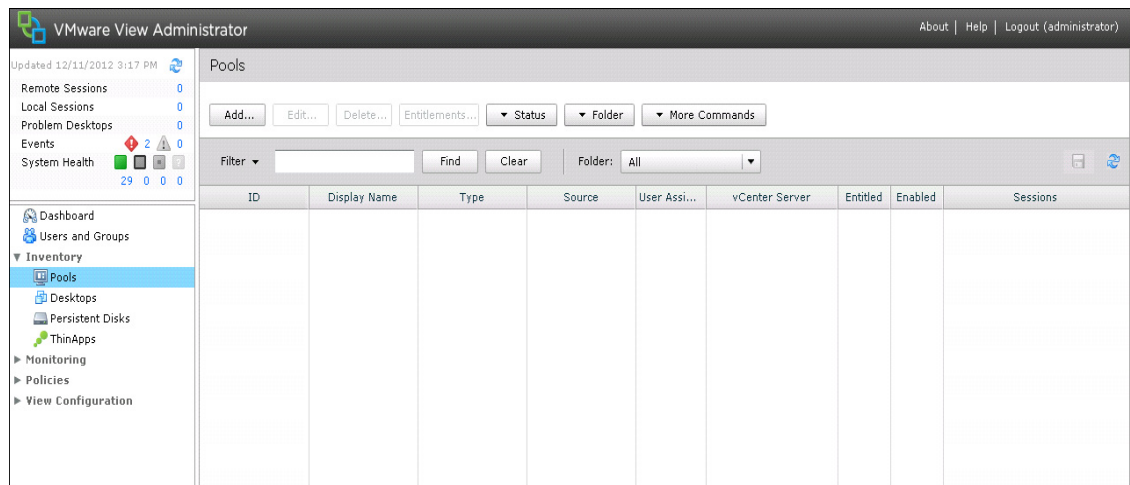 VMware View Administrator
About | Help | Logout (administrator)
Updated 12/11/2012 3:17 PM
Remote Sessions 0
Local Sessions 0
Problem Desktops 0
Events 2 0
System Health
29 0 0 0
Dashboard
Users and Groups
Inventory
Pools
Desktops
Persistent Disks
ThinApps
Monitoring
Policies
View Configuration
Pools
Add... Edit... Delete... Entitlements... Status Folder More Commands
Filter Find Clear Folder: All
ID Display Name Type Source User Assi... vCenter Server Entitled Enabled Sessions